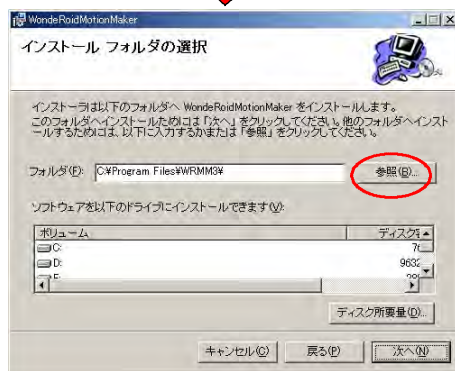 WondeRoidMotionMaker
インストール フォルダの選択
インストーラは以下のフォルダへ WondeRoidMotionMaker をインストールします。
このフォルダへインストールするためには「次へ」をクリックしてください。他のフォルダへインスト
ールするためには、以下に入力するかまたは「参照」をクリックしてください。
フォルダ(F): C:¥Program Files¥WRMM3¥ 参照(R)...
ソフトウェアを以下のドライブにインストールできます(V):
ボリューム ディスク
C:
D: 9632
ディスク所要量(D)...
キャンセル(C) 戻る(P) 次へ(N)